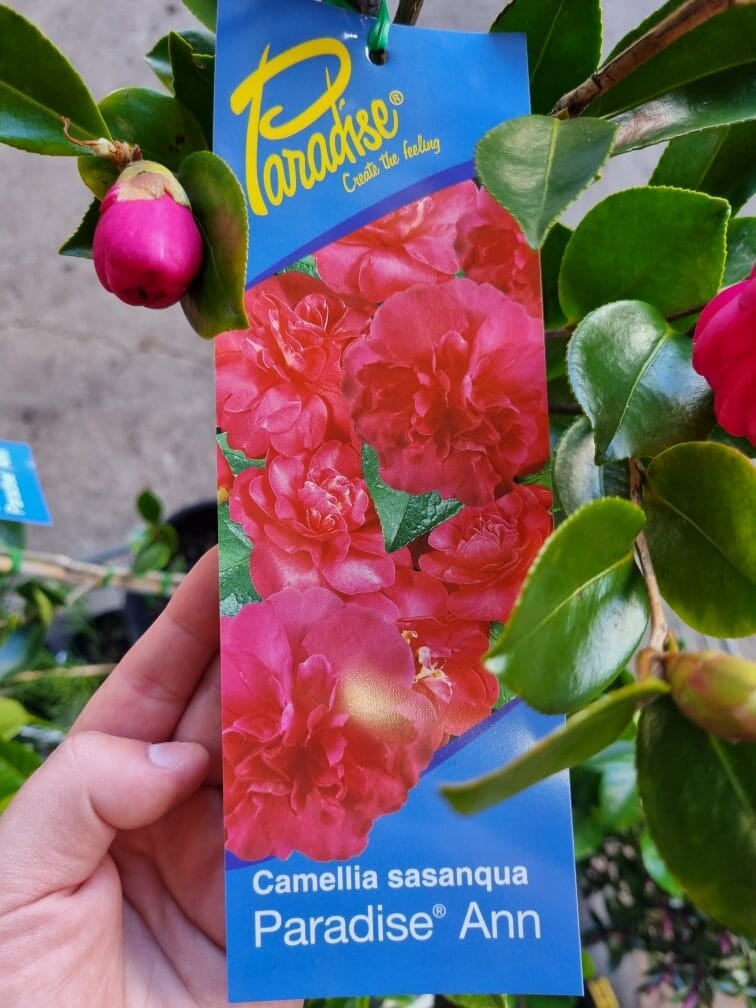 Paradise®
Create the feeling
Camellia sasanqua
Paradise® Ann